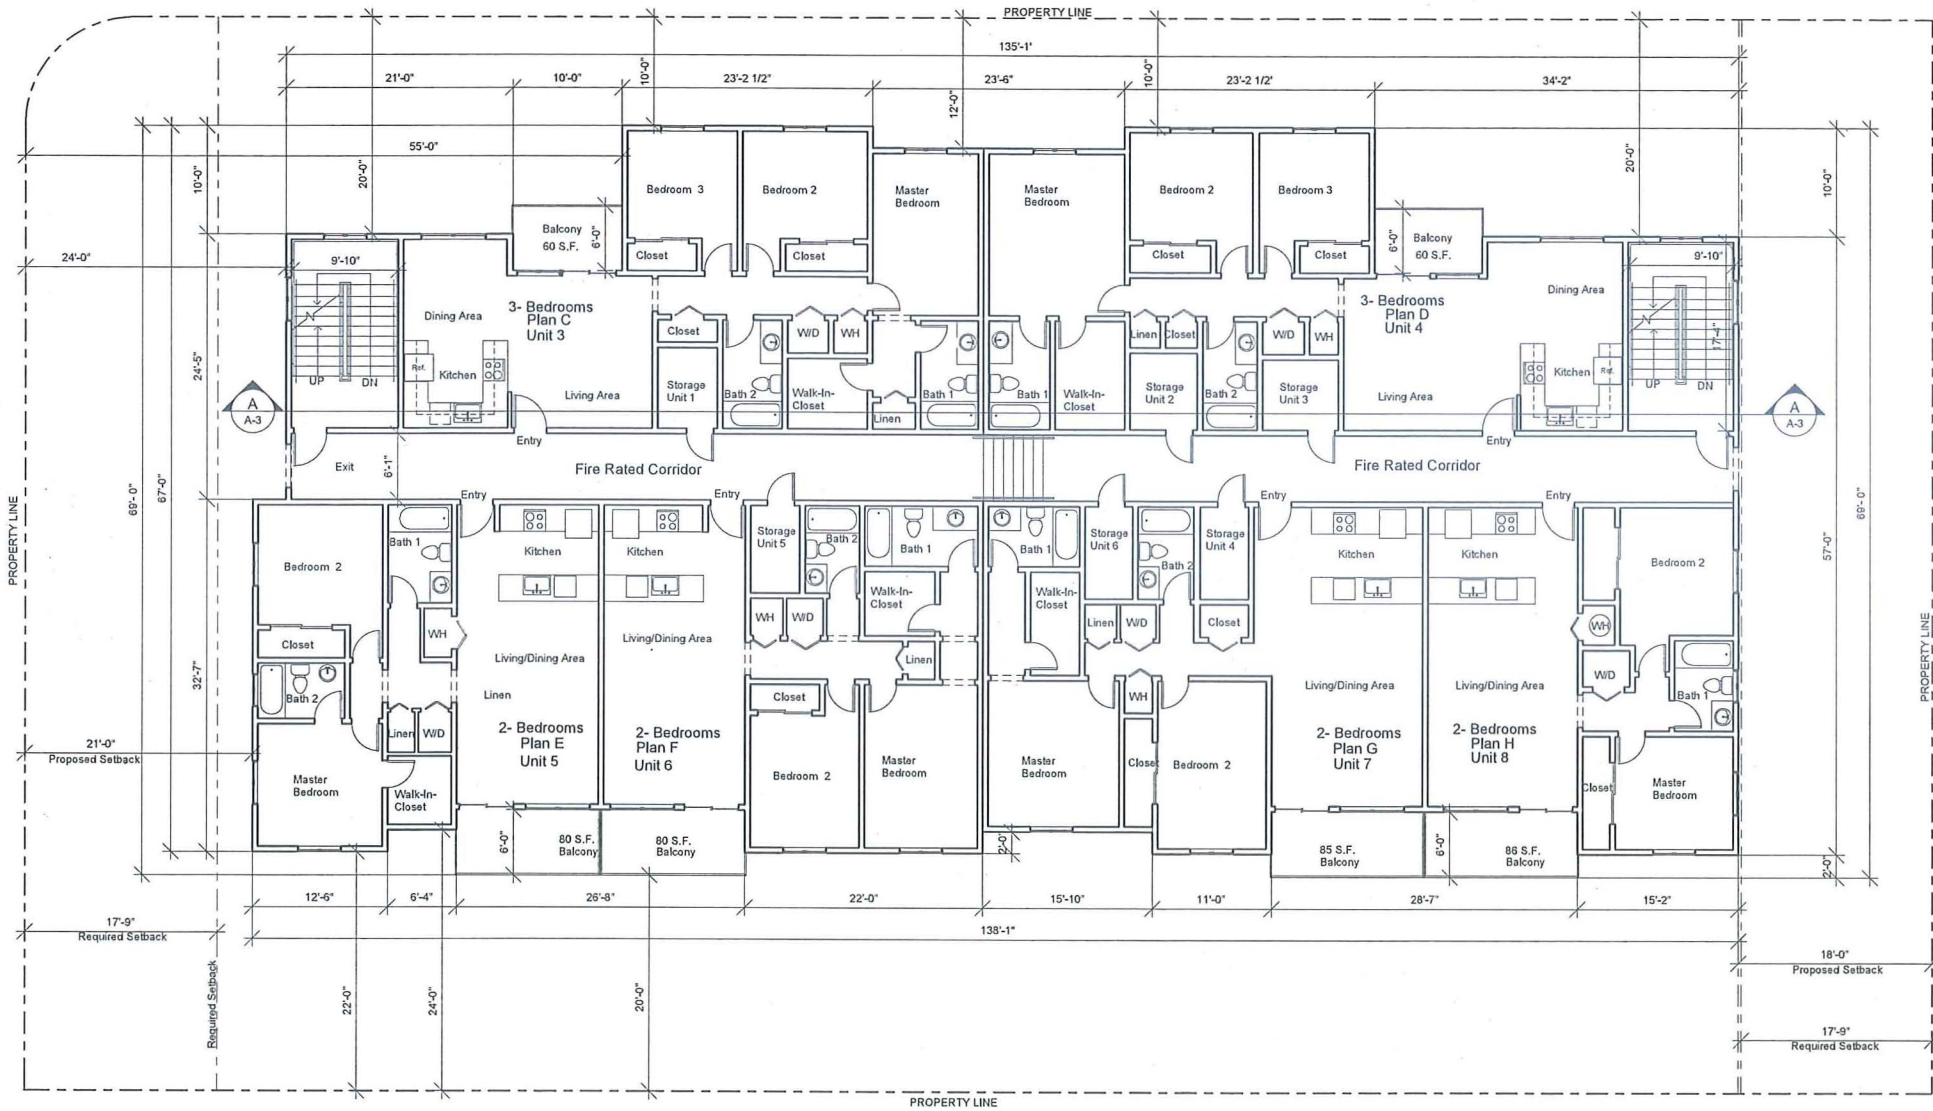 PROPERTY LINE
135'-1'
21'-0"
10'-0"
10'-0"
23'-2 1/2"
12'-0"
23'-6"
10'-0"
23'-2 1/2'
34'-2"
55'-0"
20'-0"
20'-0"
10'-0"
10'-0"
Bedroom 3
Bedroom 2
Master
Bedroom
Master
Bedroom
Bedroom 2
Bedroom 3
Balcony
60 S.F.
6'-0"
6'-0"
Balcony
60 S.F.
24'-0"
9'-10"
Closet
Closet
Closet
Closet
9'-10"
3- Bedrooms
Plan C
Unit 3
Dining Area
3- Bedrooms
Plan D
Unit 4
Dining Area
N
Closet
W/D
WH
Linen
Closet
W/D
WH
N
17'-4"
24'-5"
UP
DN
Ref.
Kitchen
Living Area
Storage
Unit 1
Bath 2
Walk-In-
Closet
Linen
Bath 1
Bath 1
Walk-In-
Closet
Storage
Unit 2
Bath 2
Storage
Unit 3
Living Area
Kitchen
Ref.
UP
DN
A
A-3
A
A-3
Exit
6'-1"
Entry
Fire Rated Corridor
Entry
Fire Rated Corridor
Entry
Entry
Entry
Entry
69'- 0"
67'-0"
57'-0"
69'- 0"
PROPERTY LINE
Bedroom 2
Bath 1
Kitchen
Kitchen
Storage
Unit 5
Bath 2
Bath 1
Bath 1
Storage
Unit 6
Bath 2
Storage
Unit 4
Kitchen
Kitchen
Bedroom 2
Walk-In-
Closet
Walk-In-
Closet
WH
W/D
WH
Closet
Living/Dining Area
Living/Dining Area
Linen
Linen
W/D
Closet
WH
W/D
32'-7"
Bath 2
Linen
Closet
WH
Living/Dining Area
Living/Dining Area
Bath 1
PROPERTY LINE
Linen
W/D
2- Bedrooms
Plan E
Unit 5
2- Bedrooms
Plan F
Unit 6
2- Bedrooms
Plan G
Unit 7
2- Bedrooms
Plan H
Unit 8
21'-0"
Proposed Setback
Master
Bedroom
Walk-In-
Closet
Bedroom 2
Master
Bedroom
Master
Bedroom
Closet
Bedroom 2
Closet
Master
Bedroom
6'-0"
80 S.F.
Balcony
80 S.F.
Balcony
2'-0"
85 S.F.
Balcony
6'-0"
86 S.F.
Balcony
2'-0"
12'-6"
6'-4"
26'-8"
22'-0"
15'-10"
11'-0"
28'-7"
15'-2"
17'-9"
Required Setback
138'-1"
18'-0"
Proposed Setback
Required Setback
22'-0"
24'-0"
20'-0"
17'-9"
Required Setback
PROPERTY LINE